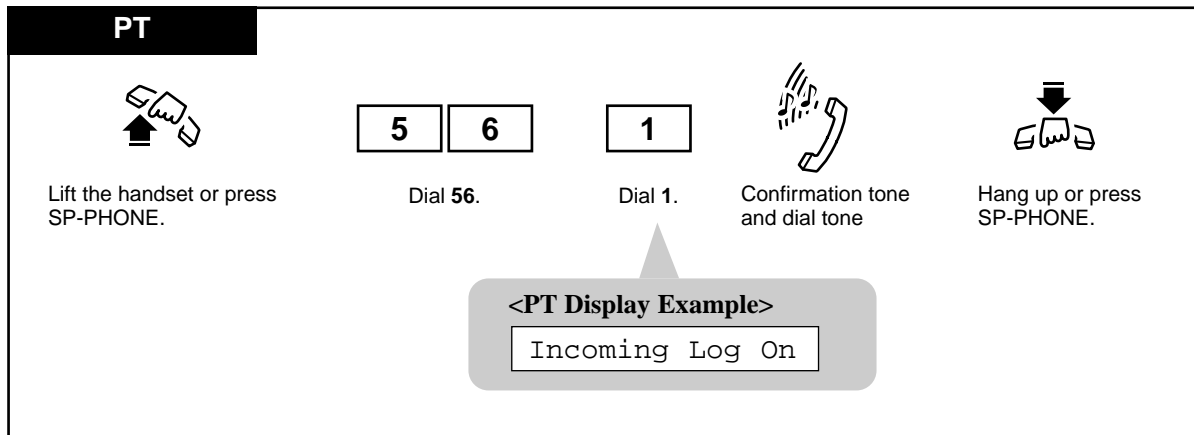 PT
5 6 1
Lift the handset or press
SP-PHONE.
Dial 56.
Dial 1.
Confirmation tone
and dial tone
Hang up or press
SP-PHONE.
<PT Display Example>
Incoming Log On